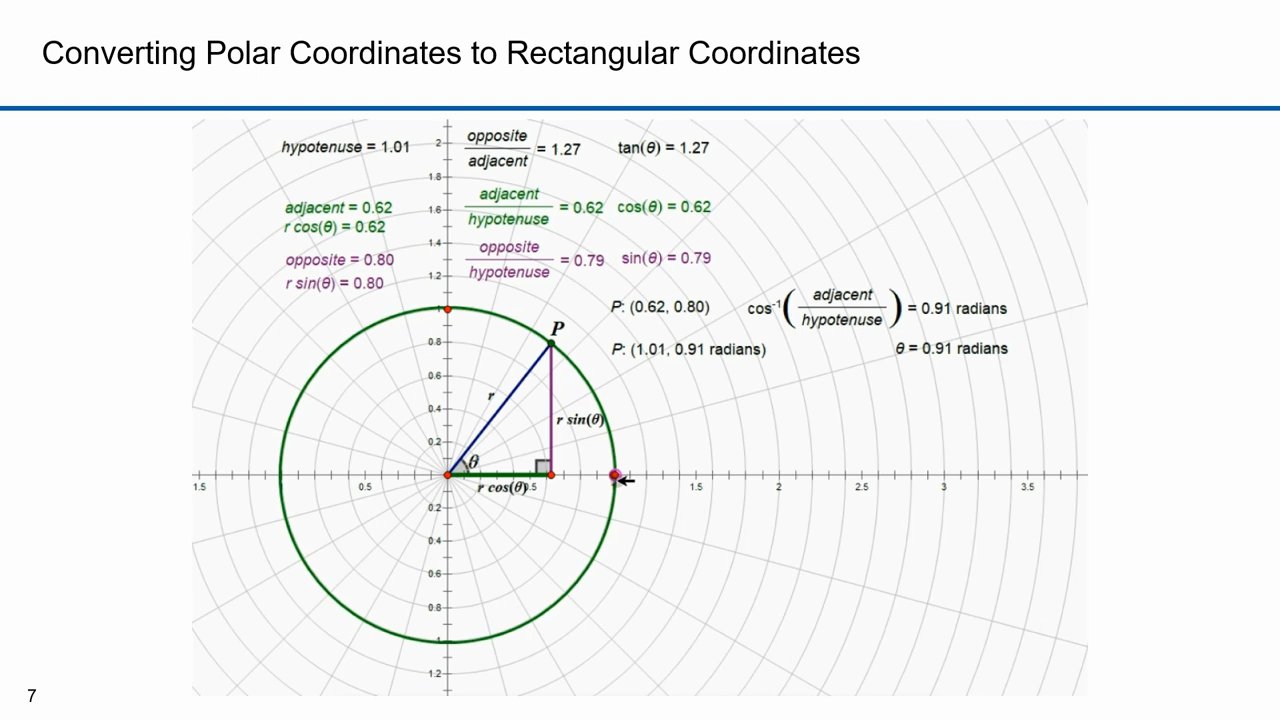 Converting Polar Coordinates to Rectangular Coordinates
hypotenuse = 1.01
opposite
adjacent
= 1.27
tan(θ) = 1.27
adjacent = 0.62
r cos(θ) = 0.62
adjacent
hypotenuse
= 0.62
cos(θ) = 0.62
opposite = 0.80
r sin(θ) = 0.80
opposite
hypotenuse
= 0.79
sin(θ) = 0.79
P: (0.62, 0.80)
cos⁻¹(adjacent
hypotenuse) = 0.91 radians
P: (1.01, 0.91 radians)
θ = 0.91 radians
2
1.8
1.6
1.4
1.2
1
0.8
0.6
0.4
0.2
P
r
r sin(θ)
θ
r cos(θ)
1.5
0.5
0.5
1
1.5
2
2.5
3
3.5
0.2
0.4
0.6
0.8
1
1.2
7